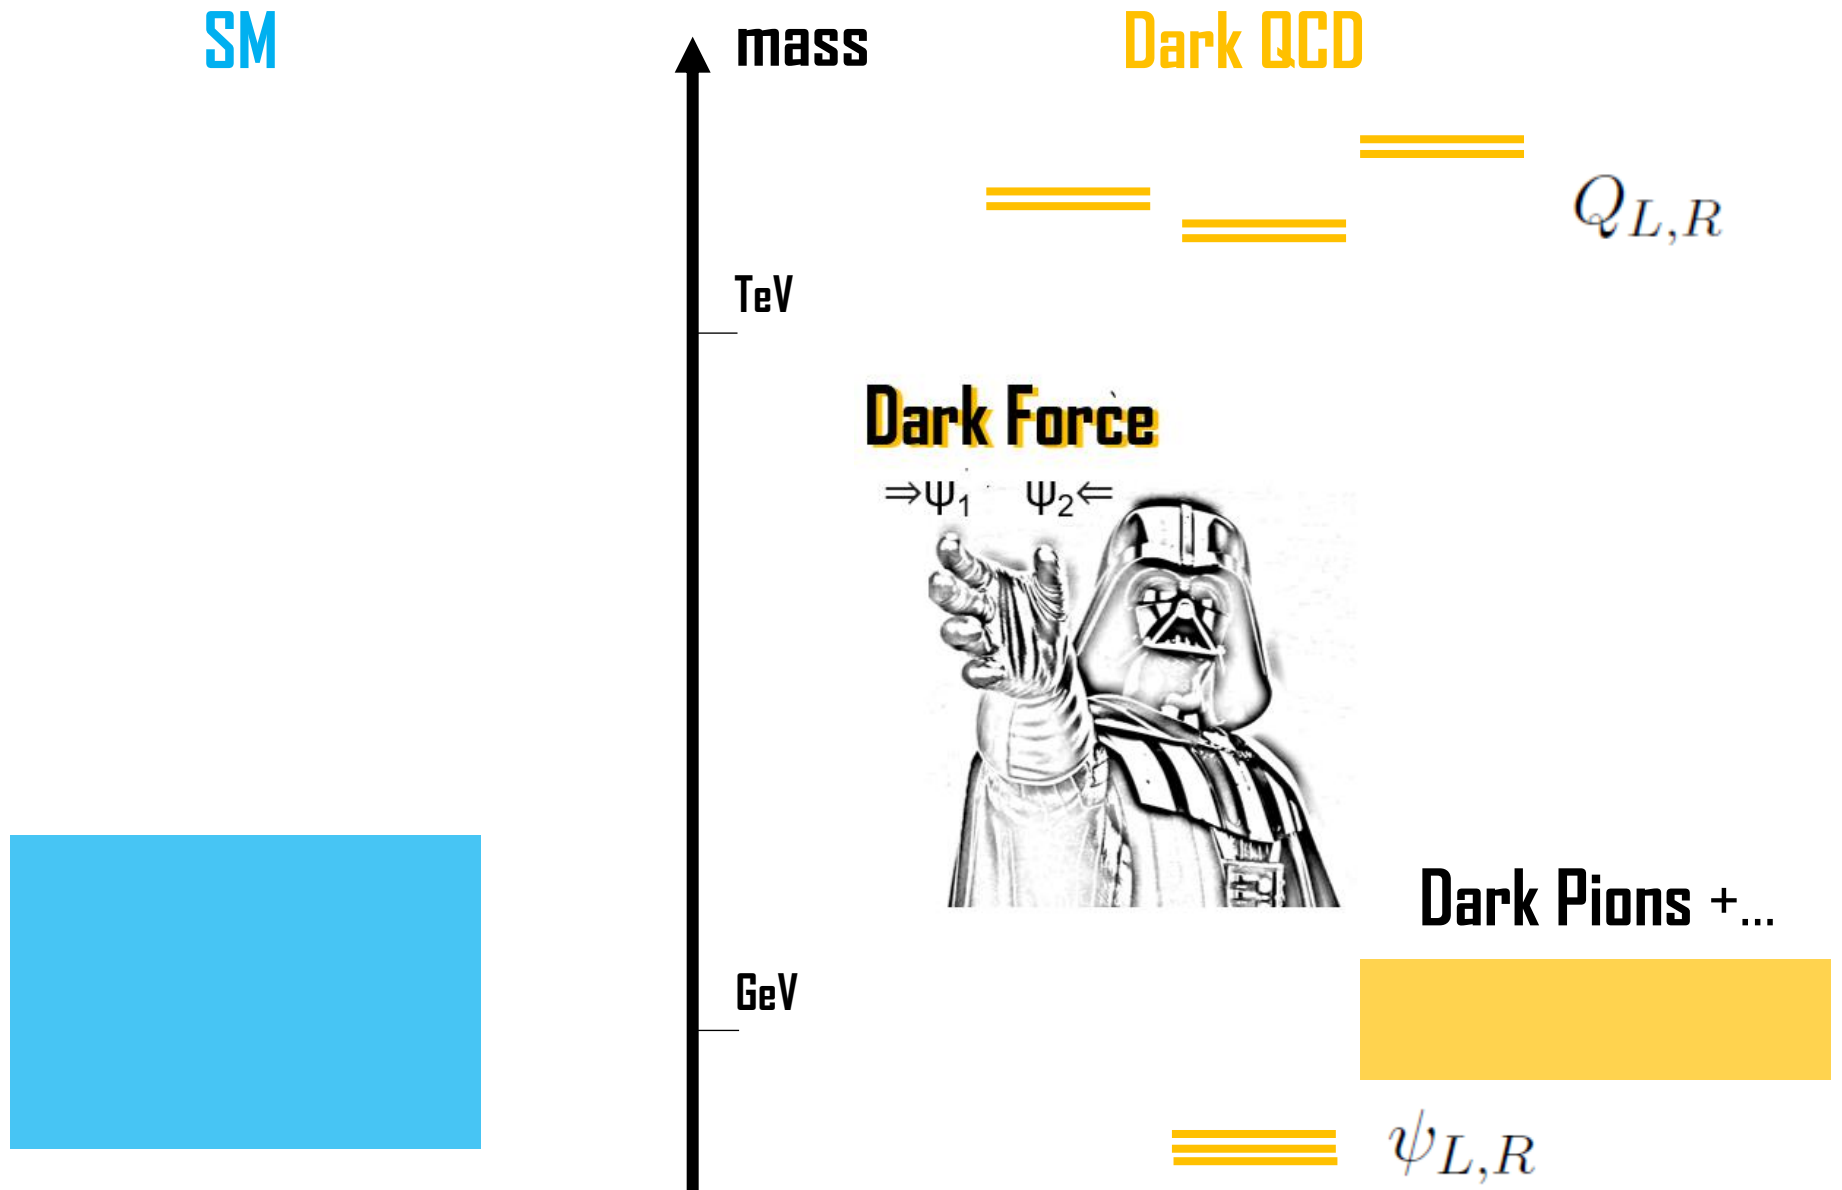 SM
mass
Dark QCD
Q_{L,R}
TeV
Dark Force
⇒ψ₁ ψ₂⇐
Dark Pions +...
GeV
ψ_{L,R}